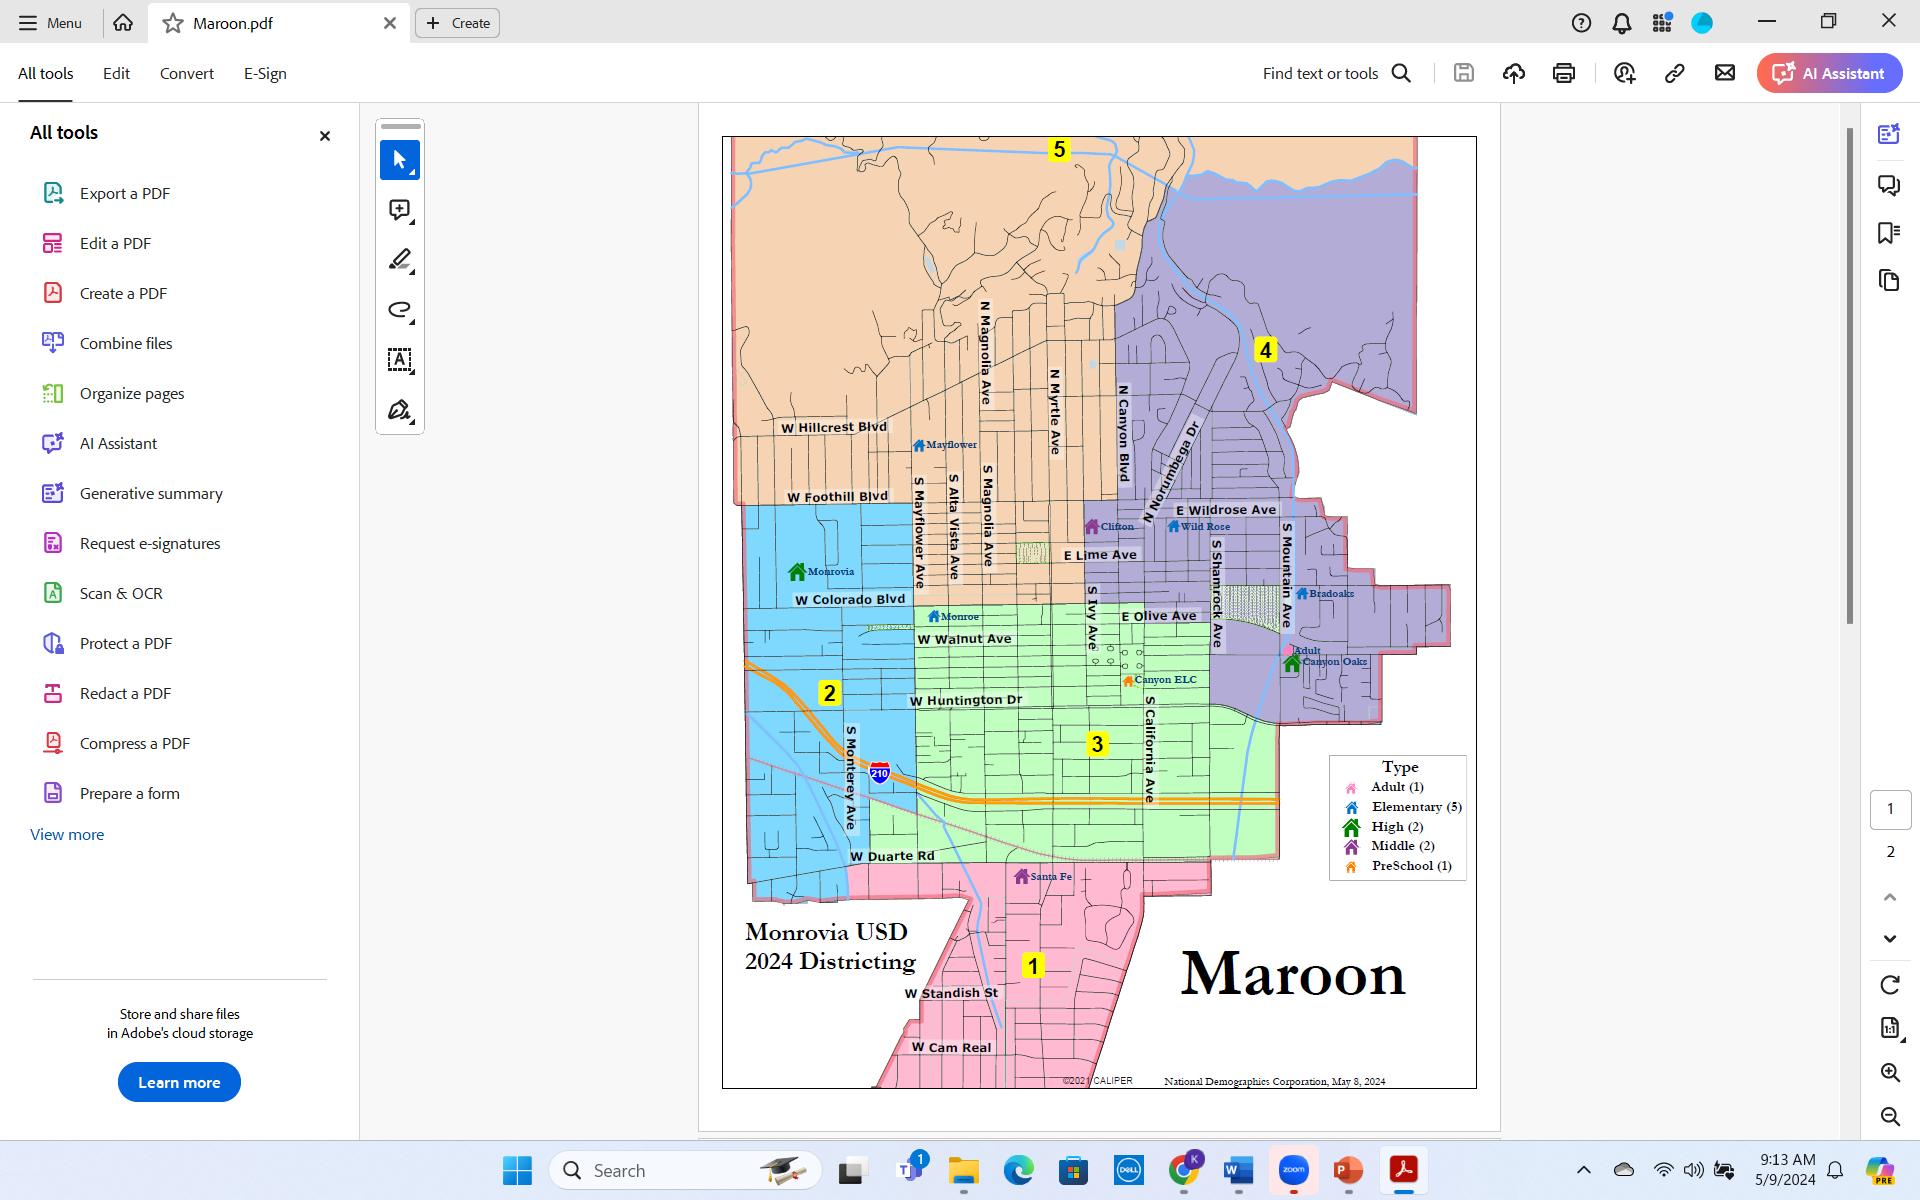 Menu
Maroon.pdf
Create
All tools
Edit
Convert
E-Sign
Find text or tools
AI Assistant
All tools
Export a PDF
Edit a PDF
Create a PDF
Combine files
Organize pages
AI Assistant
Generative summary
Request e-signatures
Scan & OCR
Protect a PDF
Redact a PDF
Compress a PDF
Prepare a form
View more
Store and share files
in Adobe's cloud storage
Learn more
5
4
N Magnolia Ave
N Myrtle Ave
N Canyon Blvd
N Norumbega Dr
W Hillcrest Blvd
Mayflower
W Foothill Blvd
S Mayflower Ave
S Alta Vista Ave
S Magnolia Ave
E Wildrose Ave
Clifton
Wild Rose
E Lime Ave
S Shamrock Ave
S Mountain Ave
Monrovia
W Colorado Blvd
S Ivy Ave
Bradoaks
Monroe
E Olive Ave
W Walnut Ave
Adult
Canyon Oaks
Canyon ELC
2
W Huntington Dr
S California Ave
S Monterey Ave
3
210
W Duarte Rd
Santa Fe
Type
Adult (1)
Elementary (5)
High (2)
Middle (2)
PreSchool (1)
Monrovia USD
2024 Districting
1
Maroon
W Standish St
W Cam Real
©2021 CALIPER
National Demographics Corporation, May 8, 2024
1
2
1:1
Search
1
DELL
K
zoom
9:13 AM
5/9/2024
PRE